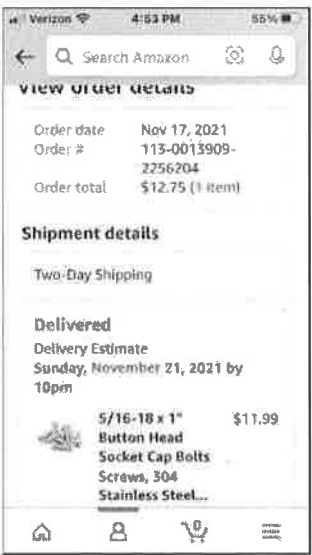 Verizon 4:53 PM 55%
Search Amazon
View order details
Order date Nov 17, 2021
Order # 113-0013909-
2256204
Order total $12.75 (1 item)
Shipment details
Two-Day Shipping
Delivered
Delivery Estimate
Sunday, November 21, 2021 by
10pm
5/16-18 x 1" $11.99
Button Head
Socket Cap Bolts
Screws, 304
Stainless Steel...
0